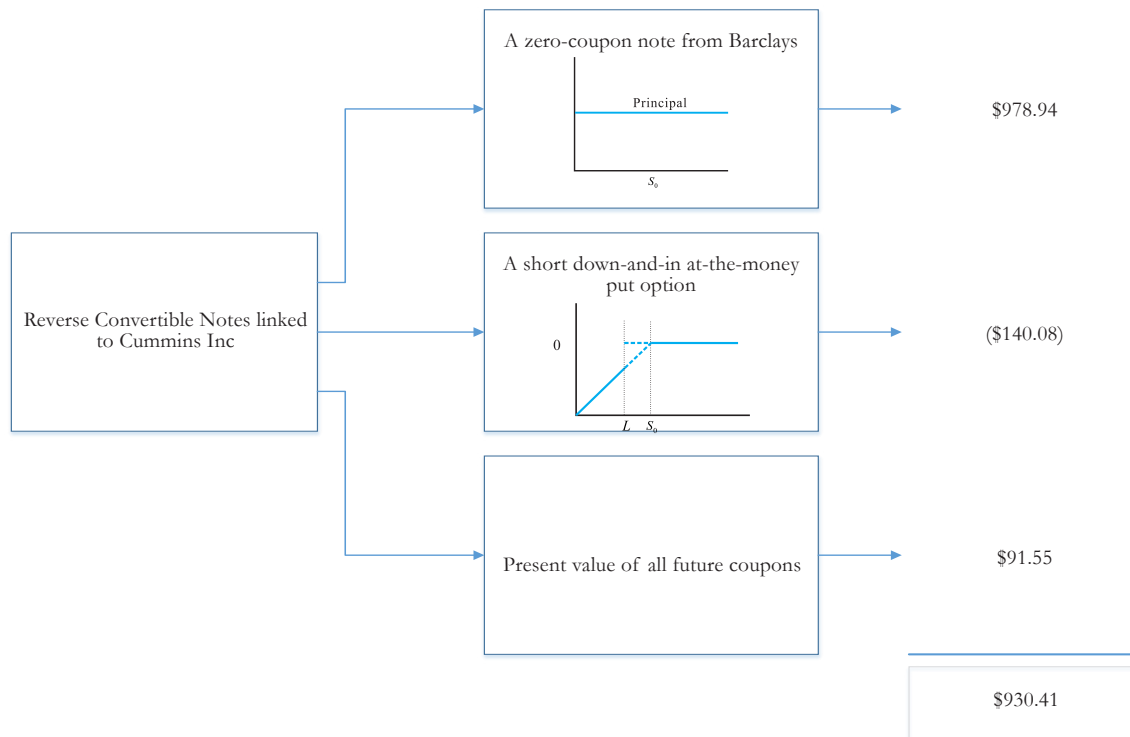 A zero-coupon note from Barclays
Principal
S₀
$978.94
Reverse Convertible Notes linked
to Cummins Inc
A short down-and-in at-the-money
put option
0
L S₀
($140.08)
Present value of all future coupons
$91.55
$930.41